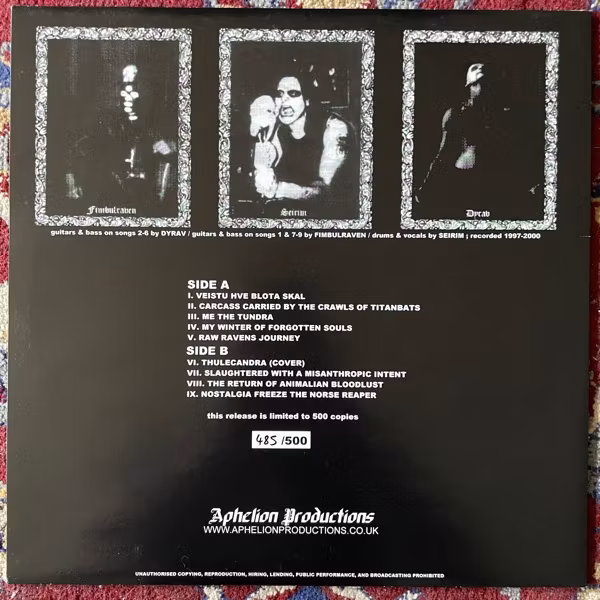 Fimbulraven
Seirim
Dyrav
guitars & bass on songs 2-6 by DYRAV / guitars & bass on songs 1 & 7-9 by FIMBULRAVEN / drums & vocals by SEIRIM ; recorded 1997-2000
SIDE A
I. VEISTU HVE BLOTA SKAL
II. CARCASS CARRIED BY THE CRAWLS OF TITANBATS
III. ME THE TUNDRA
IV. MY WINTER OF FORGOTTEN SOULS
V. RAW RAVENS JOURNEY
SIDE B
VI. THULECANDRA (COVER)
VII. SLAUGHTERED WITH A MISANTHROPIC INTENT
VIII. THE RETURN OF ANIMALIAN BLOODLUST
IX. NOSTALGIA FREEZE THE NORSE REAPER
this release is limited to 500 copies
485 /500
Aphelion Productions
WWW.APHELIONPRODUCTIONS.CO.UK
UNAUTHORISED COPYING, REPRODUCTION, HIRING, LENDING, PUBLIC PERFORMANCE, AND BROADCASTING PROHIBITED